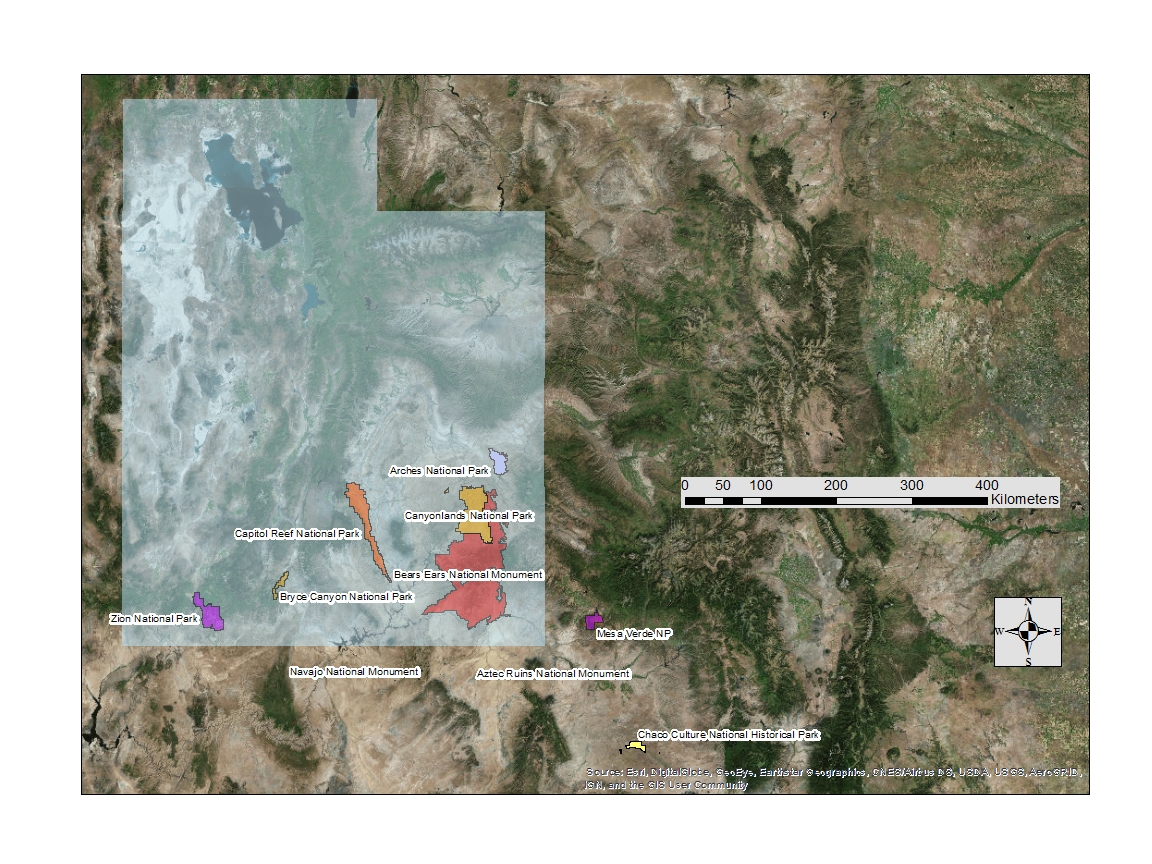 Arches National Park
0 50 100 200 300 400
Kilometers
Canyonlands National Park
Capitol Reef National Park
Bears Ears National Monument
Bryce Canyon National Park
Zion National Park
N
W E
S
Mesa Verde NP
Navajo National Monument
Aztec Ruins National Monument
Chaco Culture National Historical Park
Source: Esri, DigitalGlobe, GeoEye, Earthstar Geographics, CNES/Airbus DS, USDA, USGS, AeroGRID,
IGN, and the GIS User Community